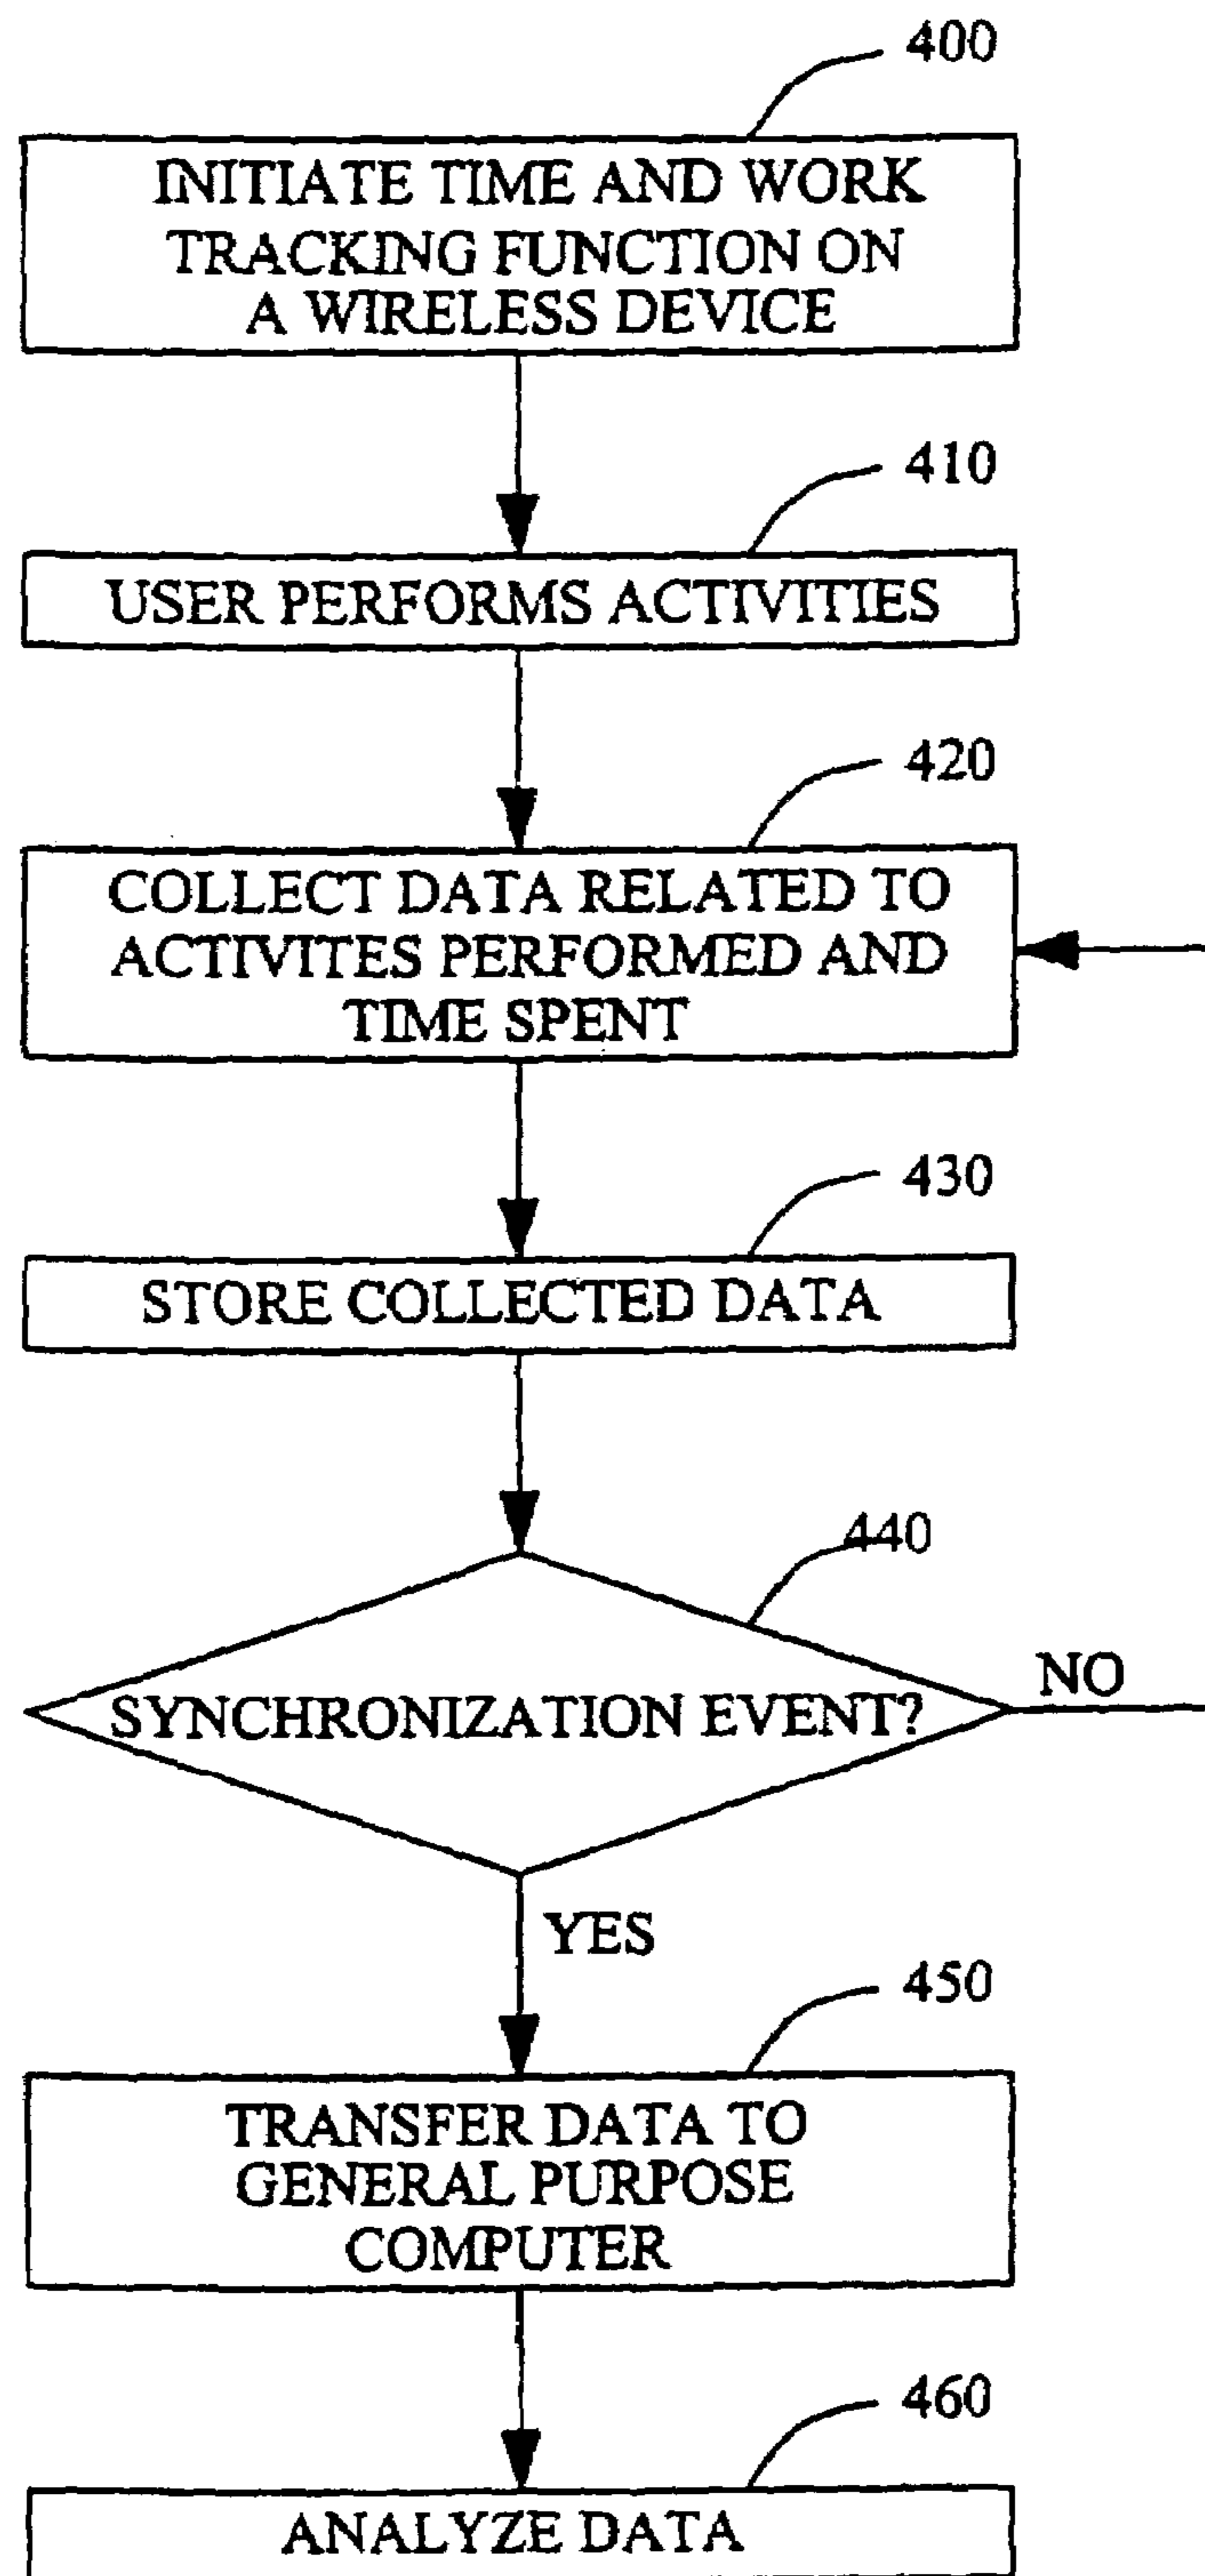 400
INITIATE TIME AND WORK
TRACKING FUNCTION ON
A WIRELESS DEVICE
410
USER PERFORMS ACTIVITIES
420
COLLECT DATA RELATED TO
ACTIVITES PERFORMED AND
TIME SPENT
430
STORE COLLECTED DATA
440
SYNCHRONIZATION EVENT?
NO
YES
450
TRANSFER DATA TO
GENERAL PURPOSE
COMPUTER
460
ANALYZE DATA